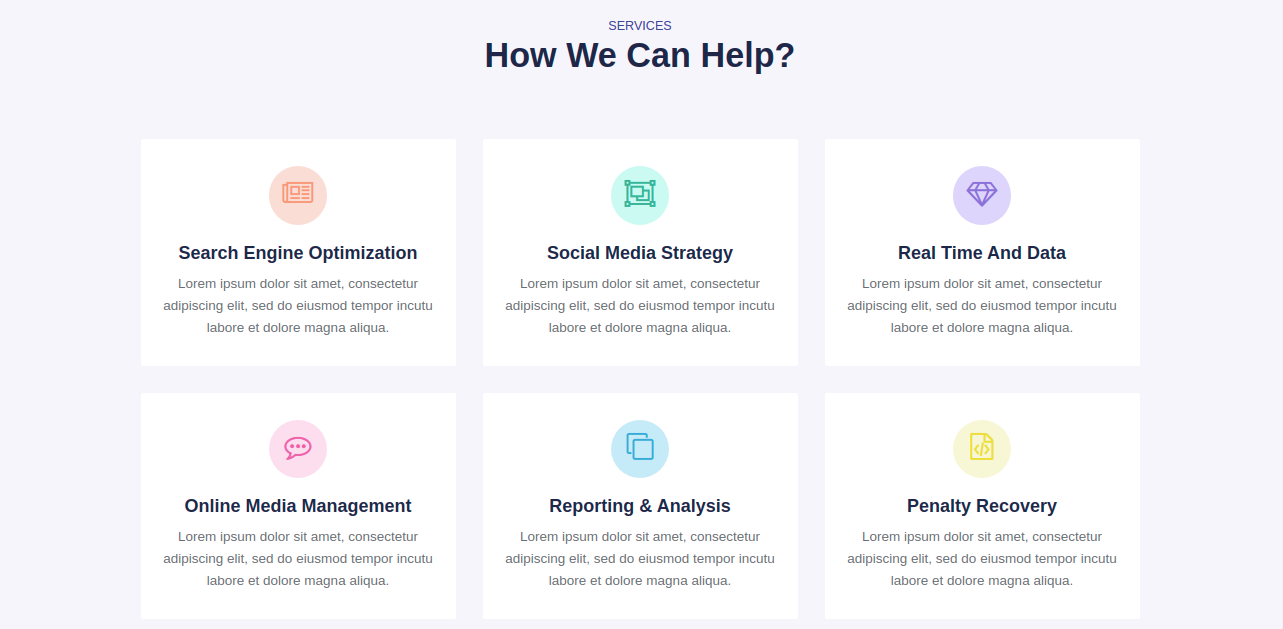 SERVICES
How We Can Help?
Search Engine Optimization
Lorem ipsum dolor sit amet, consectetur
adipiscing elit, sed do eiusmod tempor incutu
labore et dolore magna aliqua.
Social Media Strategy
Lorem ipsum dolor sit amet, consectetur
adipiscing elit, sed do eiusmod tempor incutu
labore et dolore magna aliqua.
Real Time And Data
Lorem ipsum dolor sit amet, consectetur
adipiscing elit, sed do eiusmod tempor incutu
labore et dolore magna aliqua.
Online Media Management
Lorem ipsum dolor sit amet, consectetur
adipiscing elit, sed do eiusmod tempor incutu
labore et dolore magna aliqua.
Reporting & Analysis
Lorem ipsum dolor sit amet, consectetur
adipiscing elit, sed do eiusmod tempor incutu
labore et dolore magna aliqua.
Penalty Recovery
Lorem ipsum dolor sit amet, consectetur
adipiscing elit, sed do eiusmod tempor incutu
labore et dolore magna aliqua.